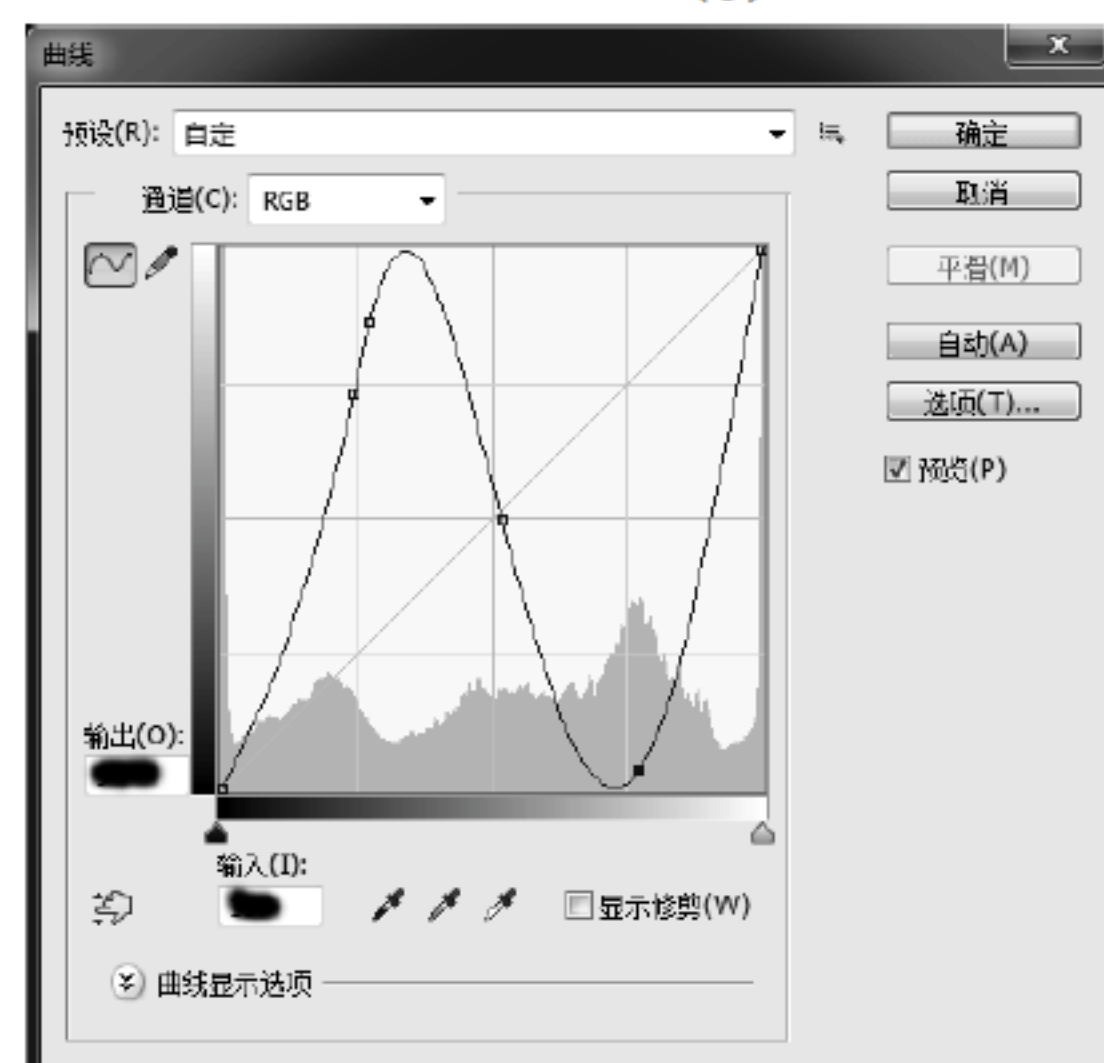 曲线
预设(R): 自定
确定
通道(C): RGB
取消
平滑(M)
自动(A)
选项(T)...
预览(P)
输出(O):
输入(I):
显示修剪(W)
曲线显示选项